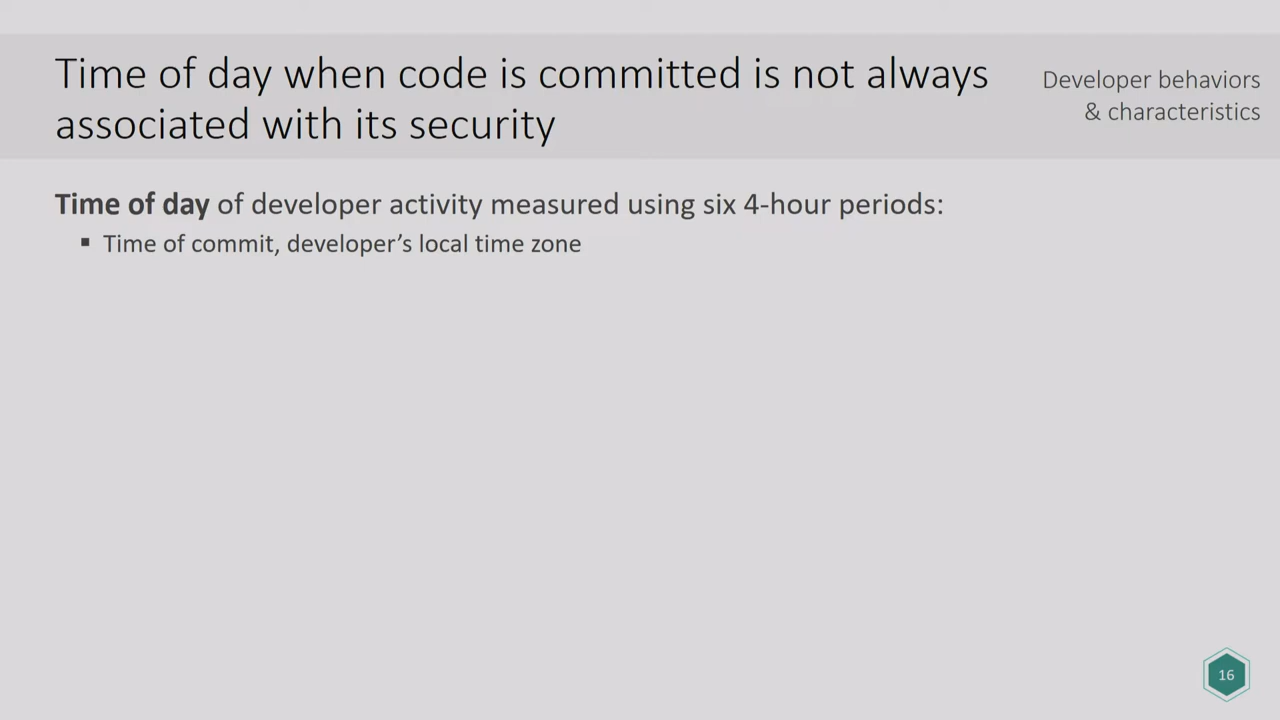 Time of day when code is committed is not always
associated with its security
Developer behaviors
& characteristics
Time of day of developer activity measured using six 4-hour periods:
▪ Time of commit, developer’s local time zone
16